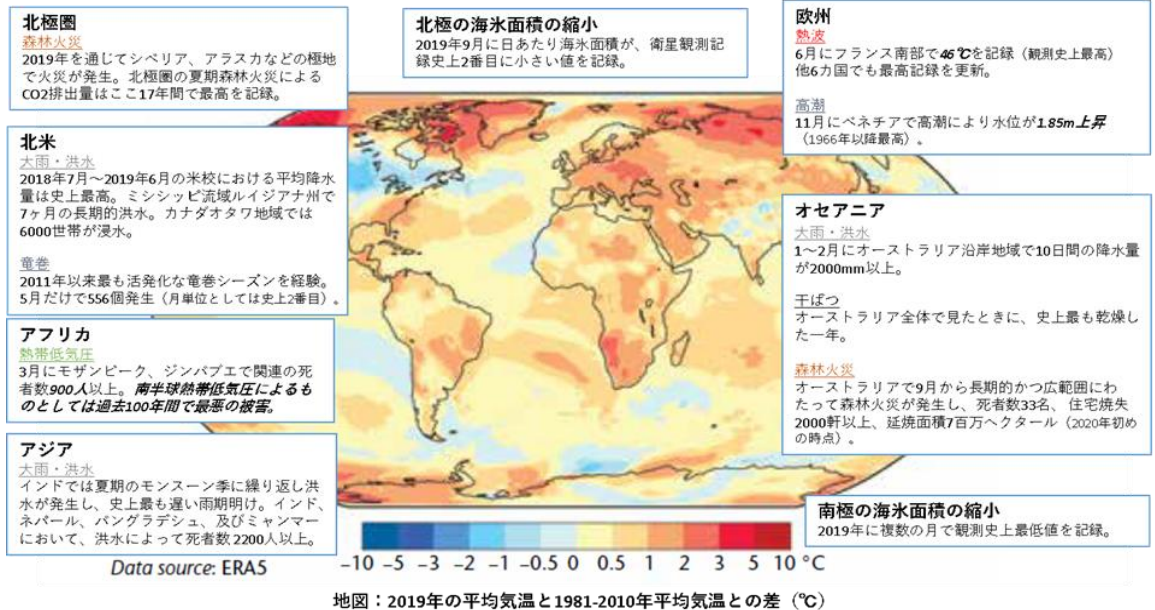 北極圏
森林火災
2019年を通じてシベリア、アラスカなどの極地
で火災が発生。北極圏の夏期森林火災による
CO2排出量はここ17年間で最高を記録。
北極の海氷面積の縮小
2019年9月に日あたり海氷面積が、衛星観測記
録史上2番目に小さい値を記録。
欧州
熱波
6月にフランス南部で46℃を記録（観測史上最高）
他6カ国でも最高記録を更新。
高潮
11月にベネチアで高潮により水位が1.85m上昇
（1966年以降最高）。
北米
大雨・洪水
2018年7月～2019年6月の米校における平均降水
量は史上最高。ミシシッピ流域ルイジアナ州で
7ヶ月の長期的洪水。カナダオタワ地域では
6000世帯が浸水。
竜巻
2011年以来最も活発化な竜巻シーズンを経験。
5月だけで556個発生（月単位としては史上2番目）。
オセアニア
大雨・洪水
1～2月にオーストラリア沿岸地域で10日間の降水量
が2000mm以上。
干ばつ
オーストラリア全体で見たときに、史上最も乾燥し
た一年。
森林火災
オーストラリアで9月から長期的かつ広範囲にわ
たって森林火災が発生し、死者数33名、住宅焼失
2000軒以上、延焼面積7百万ヘクタール（2020年初め
の時点）。
アフリカ
熱帯低気圧
3月にモザンビーク、ジンバブエで関連の死
者数900人以上。南半球熱帯低気圧によるも
のとしては過去100年間で最悪の被害。
アジア
大雨・洪水
インドでは夏期のモンスーン季に繰り返し洪
水が発生し、史上最も遅い雨期明け。インド、
ネパール、バングラデシュ、及びミャンマー
において、洪水によって死者数2200人以上。
南極の海氷面積の縮小
2019年に複数の月で観測史上最低値を記録。
Data source: ERA5
−10 −5 −3 −2 −1 −0.5 0 0.5 1 2 3 5 10 °C
地図：2019年の平均気温と1981-2010年平均気温との差（℃）